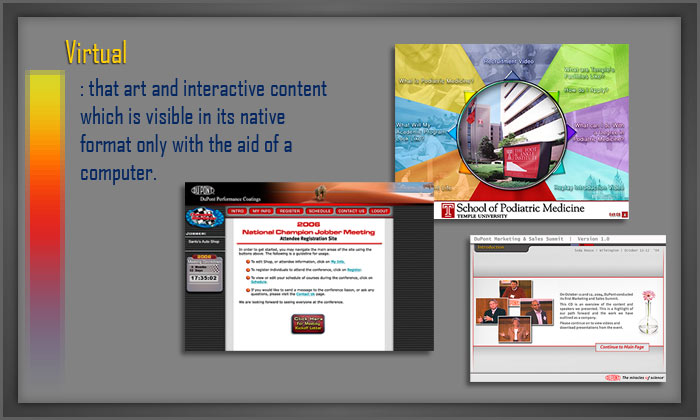 Virtual
: that art and interactive content
which is visible in its native
format only with the aid of a
computer.
Recruitment Video
What is Podiatric Medicine?
What are Temple's
Facilities Like?
How do I Apply?
What Will My
Academic Program
Look Like?
What can I do With
Podiatric Medicine?
Replay Introduction Video
School of Podiatric Medicine
TEMPLE UNIVERSITY
DUPONT
DuPont Performance Coatings
INTRO
MY INFO
REGISTER
SCHEDULE
CONTACT US
LOGOUT
JOBBER:
Santo's Auto Shop
2006
17:35:02
2006
National Champion Jobber Meeting
Attendee Registration Site
In order to get started, you may navigate the main areas of the site using the
buttons above. The following is a guideline for usage.
To edit Shop, or attendee information, click on My Info.
To register individuals to attend the conference, click on Register.
To view or edit your schedule of courses during the conference, click on
Schedule.
If you would like to send a message to the conference liaison, or ask any
questions, please visit the Contact Us page.
We are looking forward to seeing everyone at the conference.
Click Here
For Meeting
Kickoff Letter!
DuPont Marketing & Sales Summit | Version 1.0
Introduction
On October 12 and 14, 2004, DuPont conducted
its first Marketing and Sales Summit.
This CD is an overview of the content and
speakers we presented. This is a highlight of
our path forward and the work we have
outlined as a company.
Please continue on to view videos and
download presentations from the event.
Continue to Main Page
DUPONT
The miracles of science